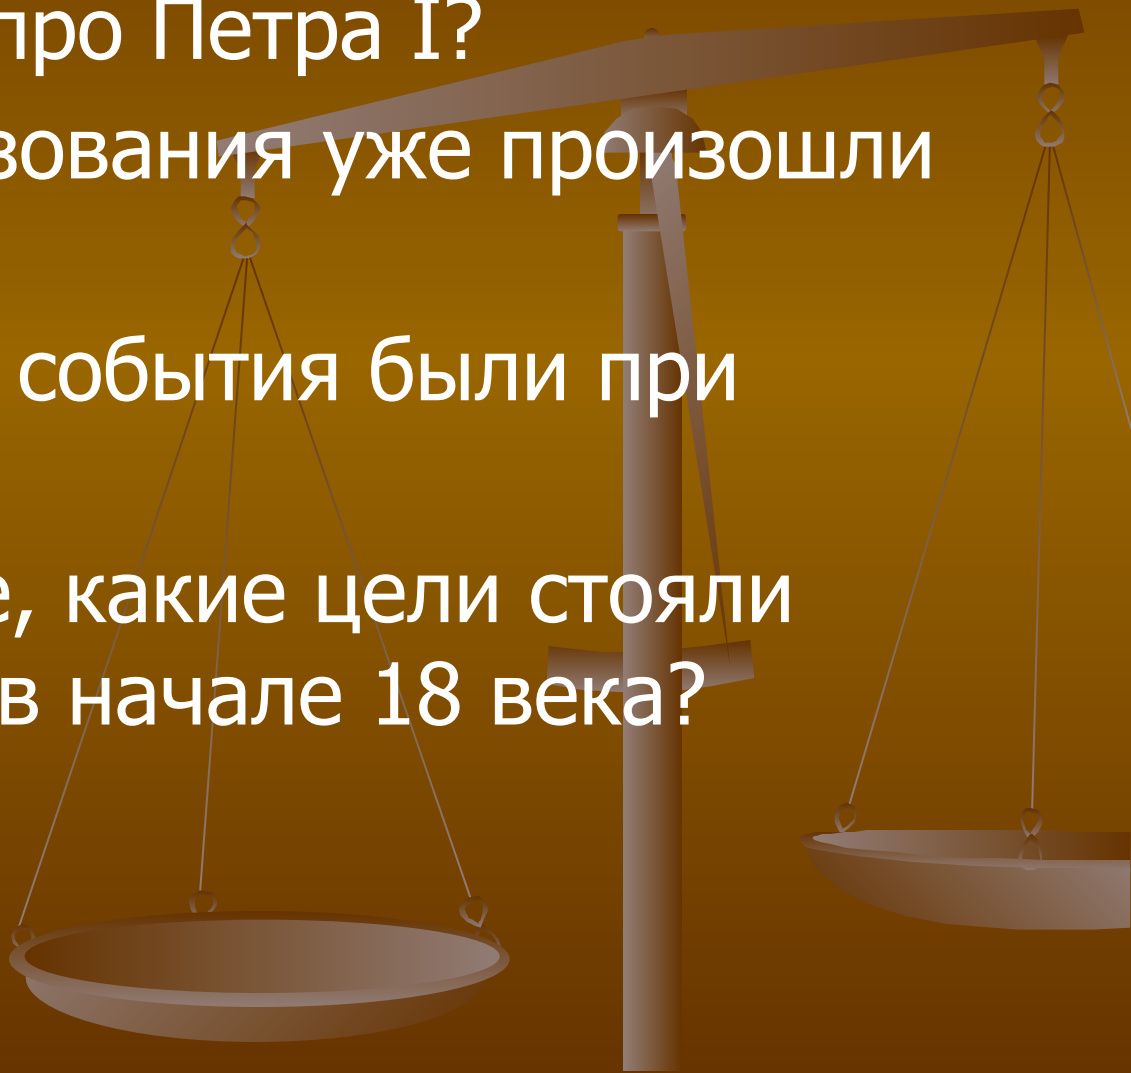 про Петра I?
зования уже произошли
события были при
е, какие цели стояли
в начале 18 века?